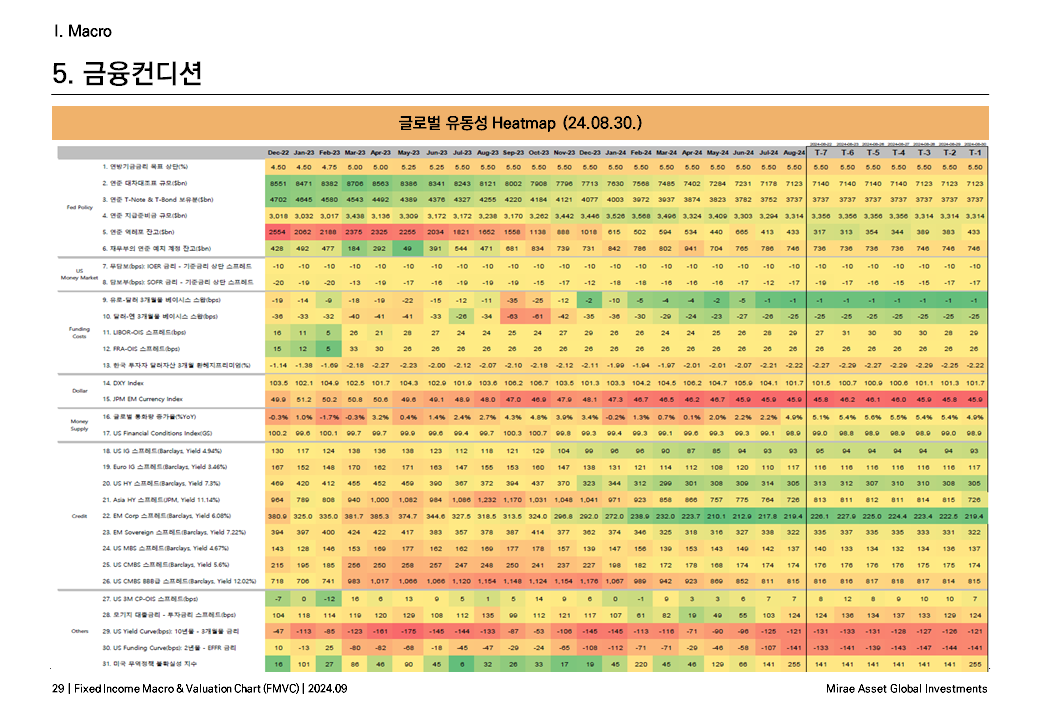 I. Macro
5. 금융컨디션
글로벌 유동성 Heatmap (24.08.30.)
Dec-22 Jan-23 Feb-23 Mar-23 Apr-23 May-23 Jun-23 Jul-23 Aug-23 Sep-23 Oct-23 Nov-23 Dec-23 Jan-24 Feb-24 Mar-24 Apr-24 May-24 Jun-24 Jul-24 Aug-24 T-7 T-6 T-5 T-4 T-3 T-2 T-1
Fed Policy
1. 연방기금금리 목표 상단(%) 4.50 4.50 4.75 5.00 5.00 5.25 5.25 5.50 5.50 5.50 5.50 5.50 5.50 5.50 5.50 5.50 5.50 5.50 5.50 5.50 5.50 5.50 5.50 5.50 5.50 5.50 5.50 5.50
2. 연준 대차대조표 규모($bn) 8551 8471 8382 8706 8563 8386 8341 8243 8121 8002 7908 7796 7713 7630 7568 7485 7402 7284 7231 7178 7123 7140 7140 7140 7140 7123 7123 7123
3. 연준 T-Note & T-Bond 보유분($bn) 4702 4645 4580 4543 4492 4389 4376 4327 4255 4220 4184 4121 4077 4003 3972 3937 3874 3823 3782 3752 3737 3737 3737 3737 3737 3737 3737 3737
4. 연준 지급준비금 규모($bn) 3,018 3,032 3,017 3,438 3,136 3,309 3,172 3,172 3,238 3,170 3,262 3,442 3,446 3,526 3,568 3,496 3,324 3,409 3,303 3,294 3,314 3,356 3,356 3,356 3,356 3,314 3,314 3,314
5. 연준 역레포 잔고($bn) 2554 2062 2188 2375 2325 2255 2034 1821 1652 1558 1138 888 1018 615 502 594 534 440 665 413 433 317 313 354 344 389 383 433
6. 재무부의 연준 예치 계정 잔고($bn) 428 492 477 184 292 49 391 544 471 681 834 739 731 842 786 802 941 704 765 786 746 736 736 736 736 746 746 746
US
Money Market
7. 무담보(bps): IOER 금리 - 기준금리 상단 스프레드 -10 -10 -10 -10 -10 -10 -10 -10 -10 -10 -10 -10 -10 -10 -10 -10 -10 -10 -10 -10 -10 -10 -10 -10 -10 -10 -10 -10
8. 담보부(bps): SOFR 금리 - 기준금리 상단 스프레드 -20 -19 -20 -13 -19 -17 -16 -19 -19 -19 -15 -17 -12 -18 -18 -16 -16 -16 -17 -12 -17 -19 -17 -16 -15 -15 -17 -17
Funding
Costs
9. 유로-달러 3개월물 베이시스 스왑(bps) -19 -14 -9 -18 -19 -22 -15 -12 -11 -35 -25 -12 -2 -10 -5 -4 -4 -2 -5 -1 -1 -1 -1 -1 -1 -1 -1 -1
10. 달러-엔 3개월물 베이시스 스왑(bps) -36 -33 -32 -40 -41 -41 -33 -26 -34 -63 -61 -42 -35 -36 -30 -29 -24 -23 -27 -26 -25 -25 -25 -25 -25 -25 -25 -25
11. LIBOR-OIS 스프레드(bps) 16 11 5 26 21 28 27 24 24 25 24 27 29 26 26 24 24 25 26 28 29 27 31 30 30 30 28 29
12. FRA-OIS 스프레드(bps) 15 12 5 33 30 26 26 26 26 26 26 26 26 26 26 26 26 26 26 26 26 26 26 26 26 26 26 26
13. 한국 투자자 달러자산 3개월 환헤지프리미엄(%) -1.14 -1.38 -1.69 -2.18 -2.27 -2.23 -2.00 -2.12 -2.07 -2.10 -2.18 -2.12 -2.11 -1.99 -1.94 -1.97 -2.01 -2.01 -2.07 -2.21 -2.22 -2.27 -2.29 -2.27 -2.29 -2.29 -2.25 -2.22
Dollar
14. DXY Index 103.5 102.1 104.9 102.5 101.7 104.3 102.9 101.9 103.6 106.2 106.7 103.5 101.3 103.3 104.2 104.5 106.2 104.7 105.9 104.1 101.7 101.5 100.7 100.9 100.6 101.1 101.3 101.7
15. JPM EM Currency Index 49.9 51.2 50.2 50.8 50.6 49.6 49.1 48.9 48.0 47.0 46.9 47.9 48.1 47.3 46.7 46.5 46.2 46.7 45.9 45.8 45.8 46.2 46.1 46.0 45.9 45.8 45.8
Money
Supply
16. 글로벌 통화량 증가율(%YoY) -0.3% 1.0% -1.7% -0.3% 3.2% 0.4% 1.4% 2.4% 2.7% 4.3% 4.8% 3.9% 3.4% -0.2% 1.3% 0.7% 0.1% 2.0% 2.2% 2.2% 4.9% 5.1% 5.4% 5.6% 5.5% 5.4% 5.4% 4.9%
17. US Financial Conditions Index(GS) 100.2 99.6 100.1 99.7 99.7 99.9 99.6 99.4 99.7 100.3 100.7 99.8 99.3 99.4 99.3 99.1 99.6 99.3 99.3 99.1 98.9 99.0 98.8 98.9 98.9 98.9 99.0 98.9
Credit
18. US IG 스프레드(Barclays, Yield 4.94%) 130 117 124 138 136 138 123 112 118 121 129 104 99 96 96 90 87 85 94 93 93 95 94 94 94 94 94 93
19. Euro IG 스프레드(Barclays, Yield 3.46%) 167 152 148 170 162 171 163 147 155 153 160 147 138 131 121 114 112 108 120 110 117 116 116 116 116 116 116 117
20. US HY 스프레드(Barclays, Yield 7.3%) 469 420 412 455 452 459 390 367 372 394 437 370 323 344 312 299 301 308 309 314 305 313 312 307 310 310 308 305
21. Asia HY 스프레드(JPM, Yield 11.14%) 964 789 808 940 1,000 1,082 984 1,086 1,232 1,170 1,031 1,048 1,041 971 923 858 866 757 775 764 726 813 811 812 811 814 815 726
22. EM Corp 스프레드(Barclays, Yield 6.08%) 380.9 325.0 335.0 381.7 385.3 374.7 344.6 327.5 318.5 313.5 324.0 296.8 292.0 272.0 238.9 232.0 223.7 210.1 212.9 217.8 219.4 226.1 227.9 225.0 224.4 223.4 222.5 219.4
23. EM Sovereign 스프레드(Barclays, Yield 7.22%) 394 397 400 424 422 417 383 357 378 387 414 377 362 374 346 325 318 316 327 338 322 335 337 335 335 333 331 322
24. US MBS 스프레드(Barclays, Yield 4.67%) 143 128 146 153 169 177 162 162 169 177 178 157 139 147 156 139 153 143 149 142 137 140 133 134 132 134 136 137
25. US CMBS 스프레드(Barclays, Yield 5.6%) 215 195 185 256 250 258 257 247 248 250 241 237 227 198 182 172 178 168 174 174 174 176 176 176 176 175 175 174
26. US CMBS BBB급 스프레드(Barclays, Yield 12.02%) 718 706 741 983 1,017 1,066 1,066 1,120 1,154 1,148 1,124 1,154 1,176 1,067 989 942 923 869 852 811 815 816 816 817 818 817 814 815
Others
27. US 3M CP-OIS 스프레드(bps) -7 0 -12 16 6 13 9 5 1 5 14 9 6 0 -1 9 3 3 6 7 7 8 12 8 9 10 10 7
28. 모기지 대출금리 - 투자금리 스프레드(bps) 104 118 114 119 120 129 108 112 135 99 112 121 117 107 61 82 19 49 55 103 124 124 136 134 137 133 129 124
29. US Yield Curve(bps): 10년물 - 3개월물 금리 -47 -113 -85 -123 -161 -175 -145 -144 -133 -87 -53 -106 -145 -145 -113 -116 -71 -90 -96 -125 -121 -131 -133 -131 -128 -127 -126 -121
30. US Funding Curve(bps): 2년물 - EFFR 금리 10 -13 25 -80 -82 -68 -18 -45 -47 -29 -24 -65 -108 -112 -71 -71 -29 -46 -58 -107 -141 -133 -141 -139 -143 -147 -144 -141
31. 미국 무역정책 불확실성 지수 16 101 27 86 46 90 45 6 32 26 33 17 19 45 220 45 46 129 66 141 255 141 141 141 141 141 141 255
29 | Fixed Income Macro & Valuation Chart (FMVC) | 2024.09
Mirae Asset Global Investments